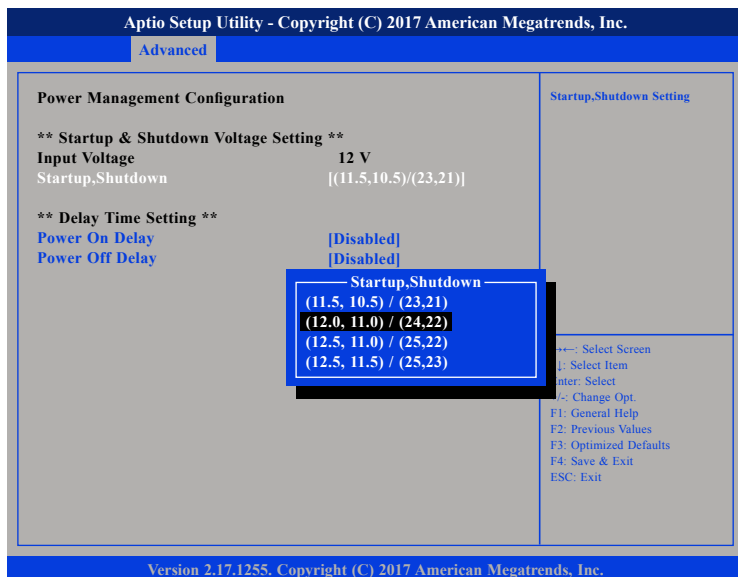 Aptio Setup Utility - Copyright (C) 2017 American Megatrends, Inc.
Advanced
Power Management Configuration
** Startup & Shutdown Voltage Setting **
Input Voltage 12 V
Startup,Shutdown [(11.5,10.5)/(23,21)]
** Delay Time Setting **
Power On Delay [Disabled]
Power Off Delay [Disabled]
Startup,Shutdown
(11.5, 10.5) / (23,21)
(12.0, 11.0) / (24,22)
(12.5, 11.0) / (25,22)
(12.5, 11.5) / (25,23)
Startup,Shutdown Setting
→←: Select Screen
↓: Select Item
Enter: Select
/-: Change Opt.
F1: General Help
F2: Previous Values
F3: Optimized Defaults
F4: Save & Exit
ESC: Exit
Version 2.17.1255. Copyright (C) 2017 American Megatrends, Inc.